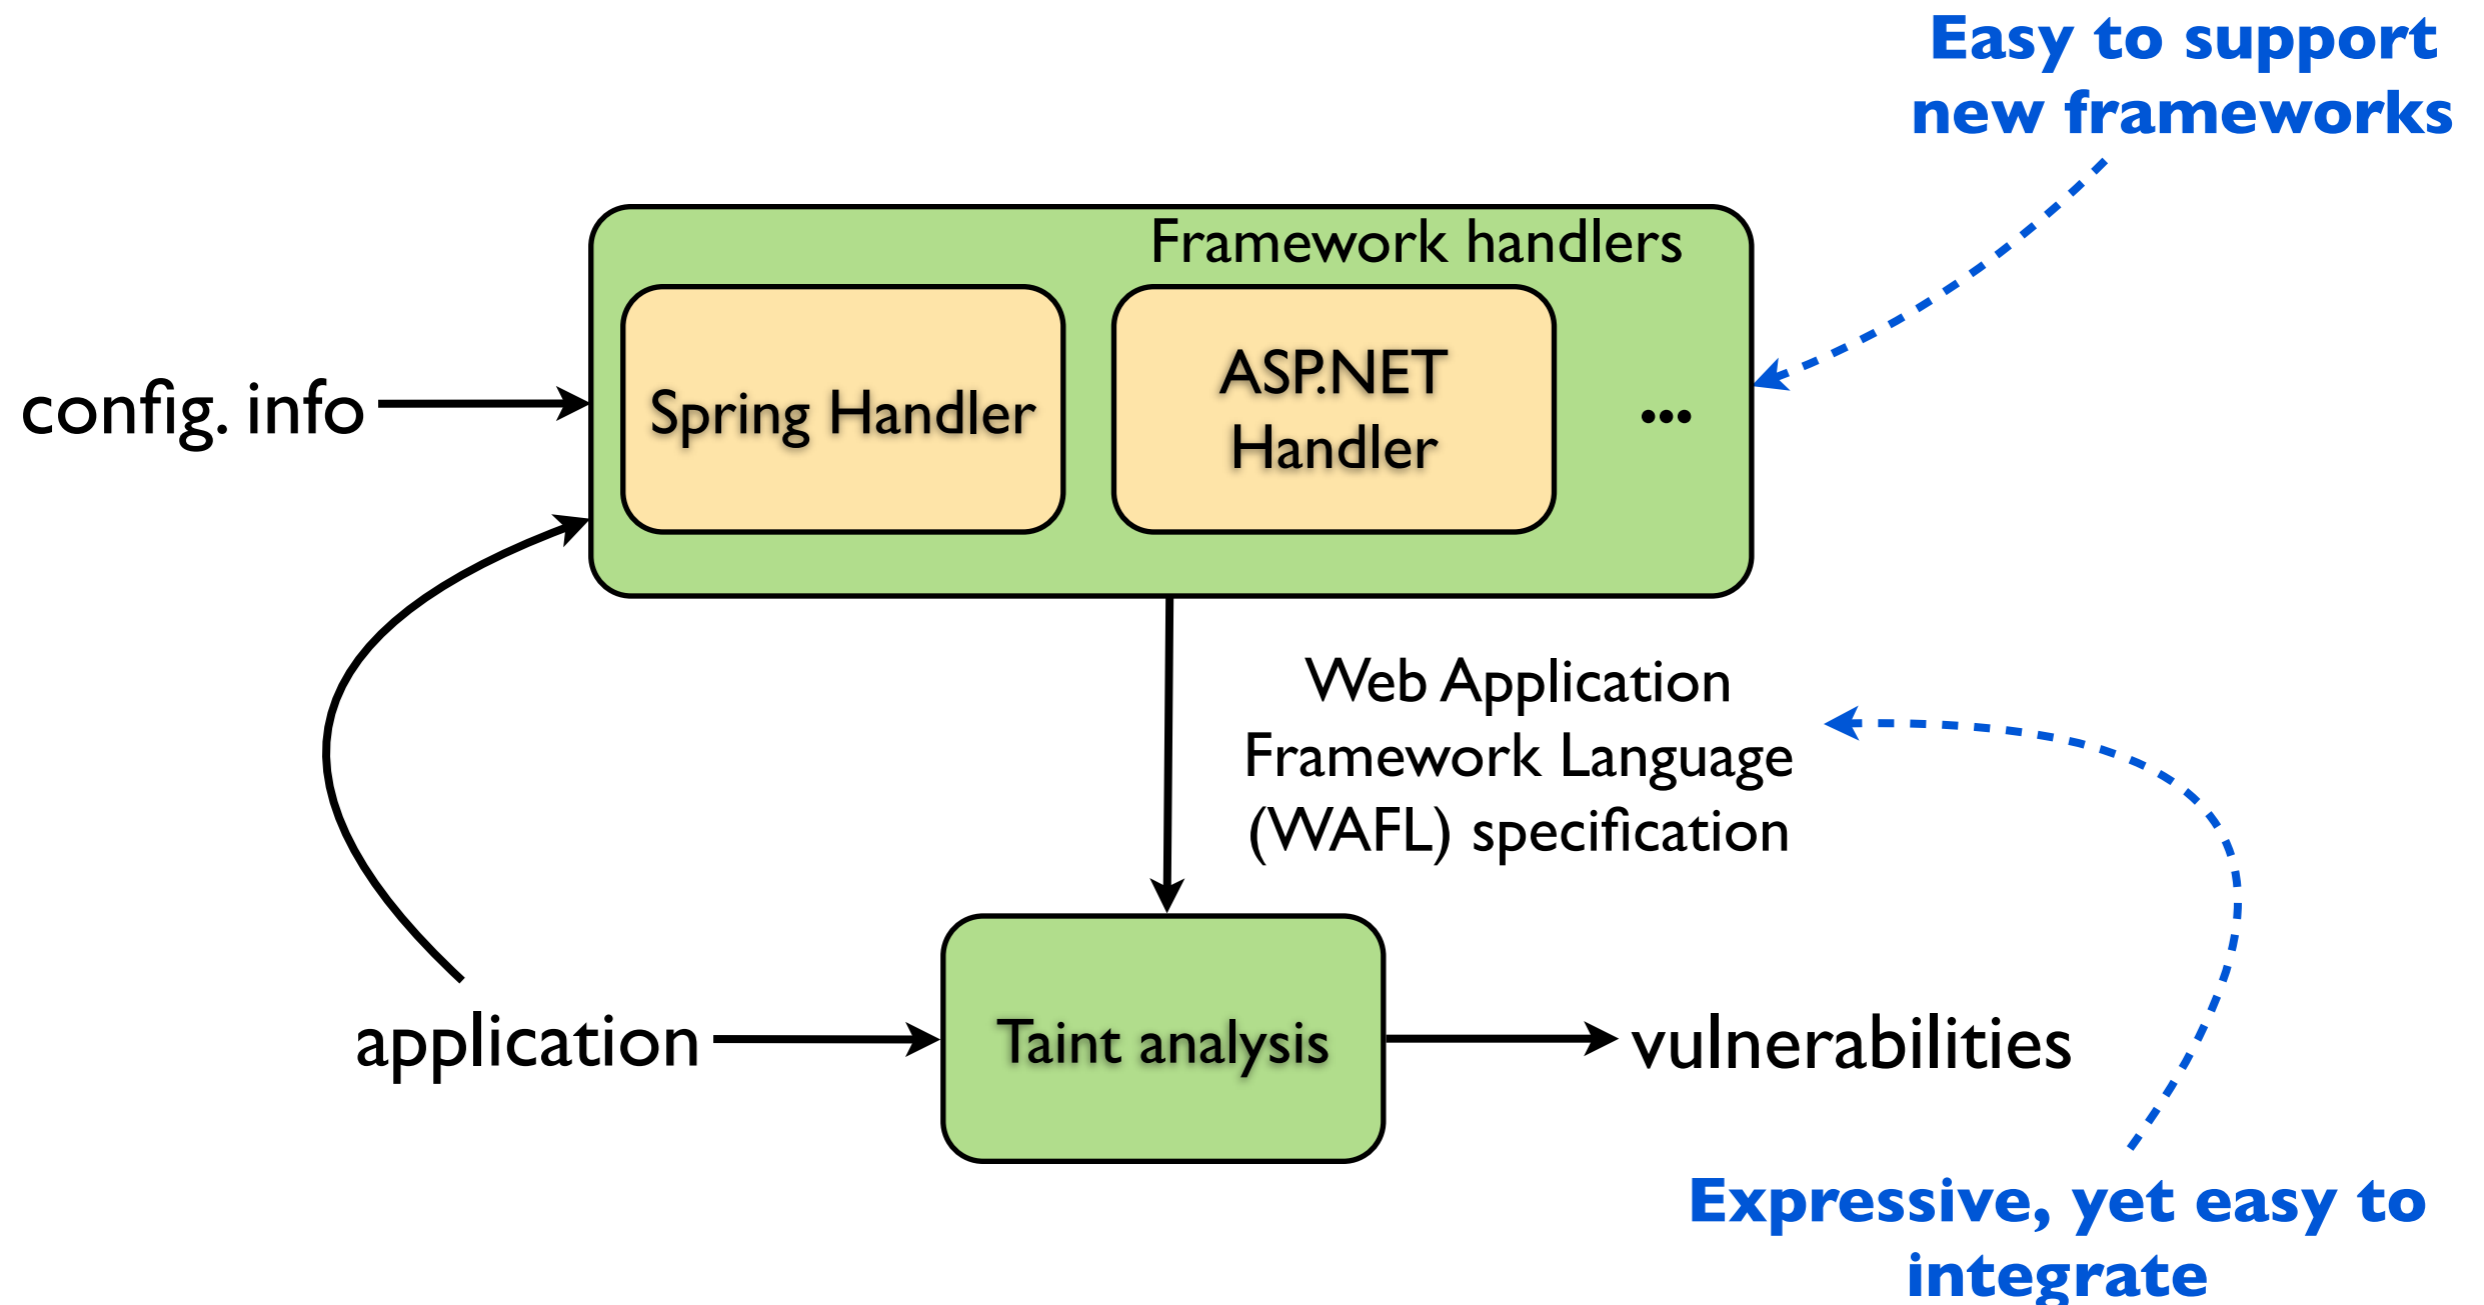 Easy to support
new frameworks
Framework handlers
config. info
Spring Handler
ASP.NET
Handler
...
Web Application
Framework Language
(WAFL) specification
application
Taint analysis
vulnerabilities
Expressive, yet easy to
integrate